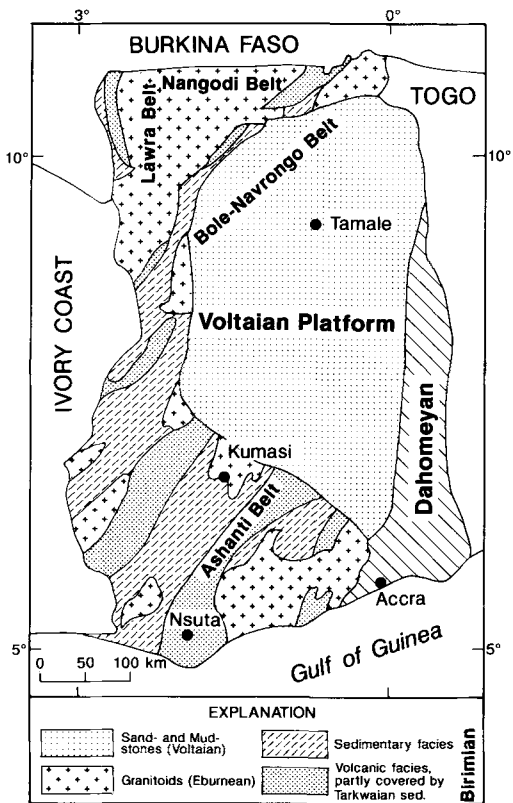 3° 0°
BURKINA FASO
Nangodi Belt
TOGO
Lawra Belt
10° 10°
Bole-Navrongo Belt
Tamale
IVORY COAST
Voltaian Platform
Dahomeyan
Kumasi
Ashanti Belt
Accra
Nsuta
5° 5°
0 50 100 km
Gulf of Guinea
EXPLANATION
Sand- and Mud-
stones (Voltaian)
Granitoids (Eburnean)
Sedimentary facies
Volcanic facies,
partly covered by
Tarkwaian sed.
Birimian